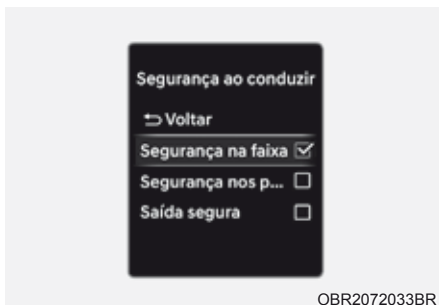 Segurança ao conduzir
Voltar
Segurança na faixa
Segurança nos p...
Saída segura
OBR2072033BR